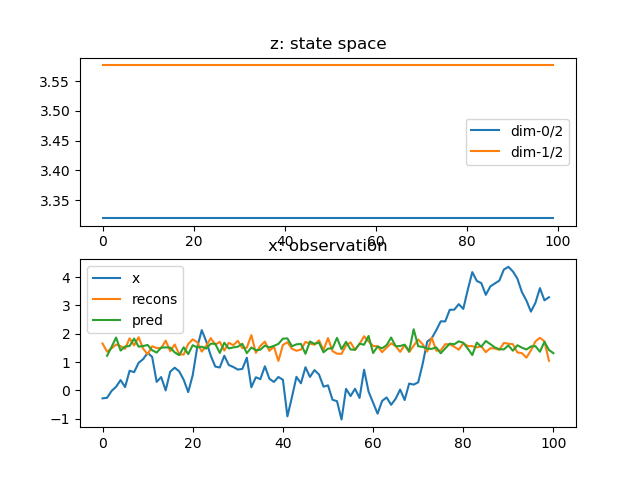 z: state space
3.55
3.50
3.45
3.40
3.35
dim-0/2
dim-1/2
0 20 40 60 80 100
x: observation
4
3
2
1
0
−1
x
recons
pred
0 20 40 60 80 100